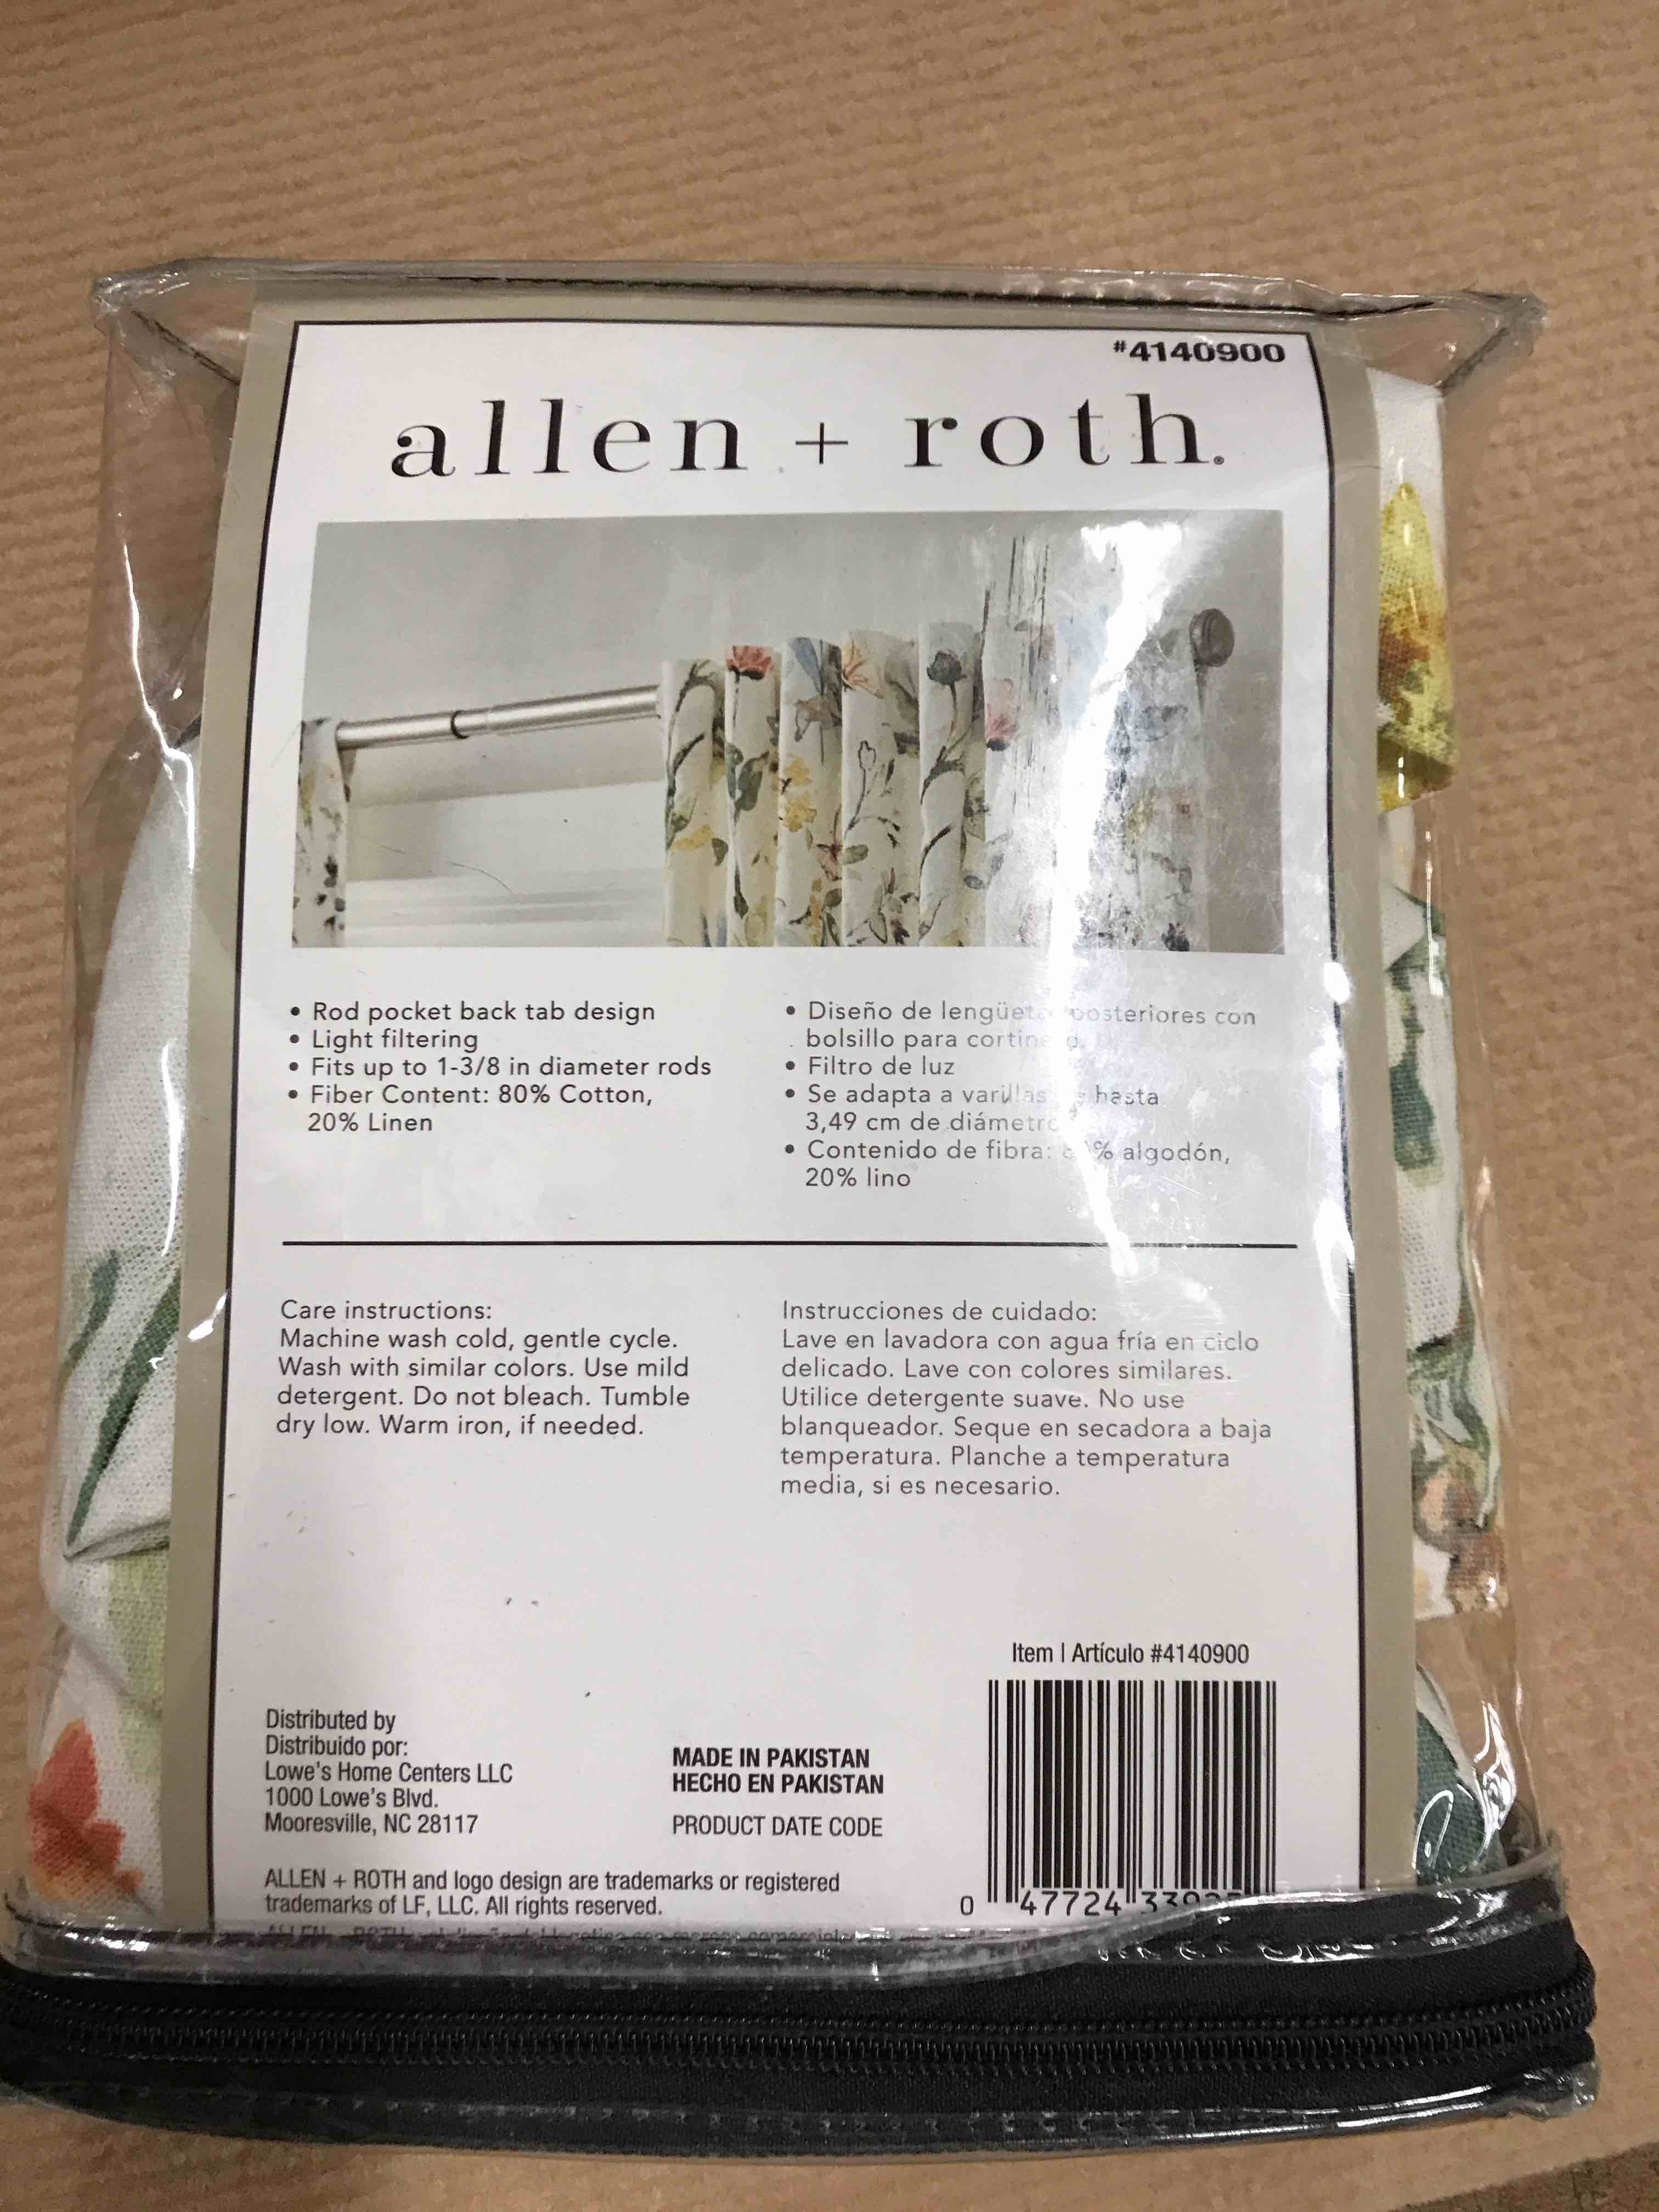 #4140900
allen + roth.
• Rod pocket back tab design
• Light filtering
• Fits up to 1-3/8 in diameter rods
• Fiber Content: 80% Cotton,
20% Linen
• Diseño de posteriores con
bolsillo para
• Filtro de luz
• Se adapta a varillas hasta
3,49 cm de diámetro
• Contenido de fibra: algodón,
20% lino
Care instructions:
Machine wash cold, gentle cycle.
Wash with similar colors. Use mild
detergent. Do not bleach. Tumble
dry low. Warm iron, if needed.
Instrucciones de cuidado:
Lave en lavadora con agua fría en ciclo
delicado. Lave con colores similares.
Utilice detergente suave. No use
blanqueador. Seque en secadora a baja
temperatura. Planche a temperatura
media, si es necesario.
Distributed by
Distribuido por:
Lowe's Home Centers LLC
1000 Lowe's Blvd.
Mooresville, NC 28117
MADE IN PAKISTAN
HECHO EN PAKISTAN
PRODUCT DATE CODE
Item | Artículo #4140900
0 47724
ALLEN + ROTH and logo design are trademarks or registered
trademarks of LF, LLC. All rights reserved.